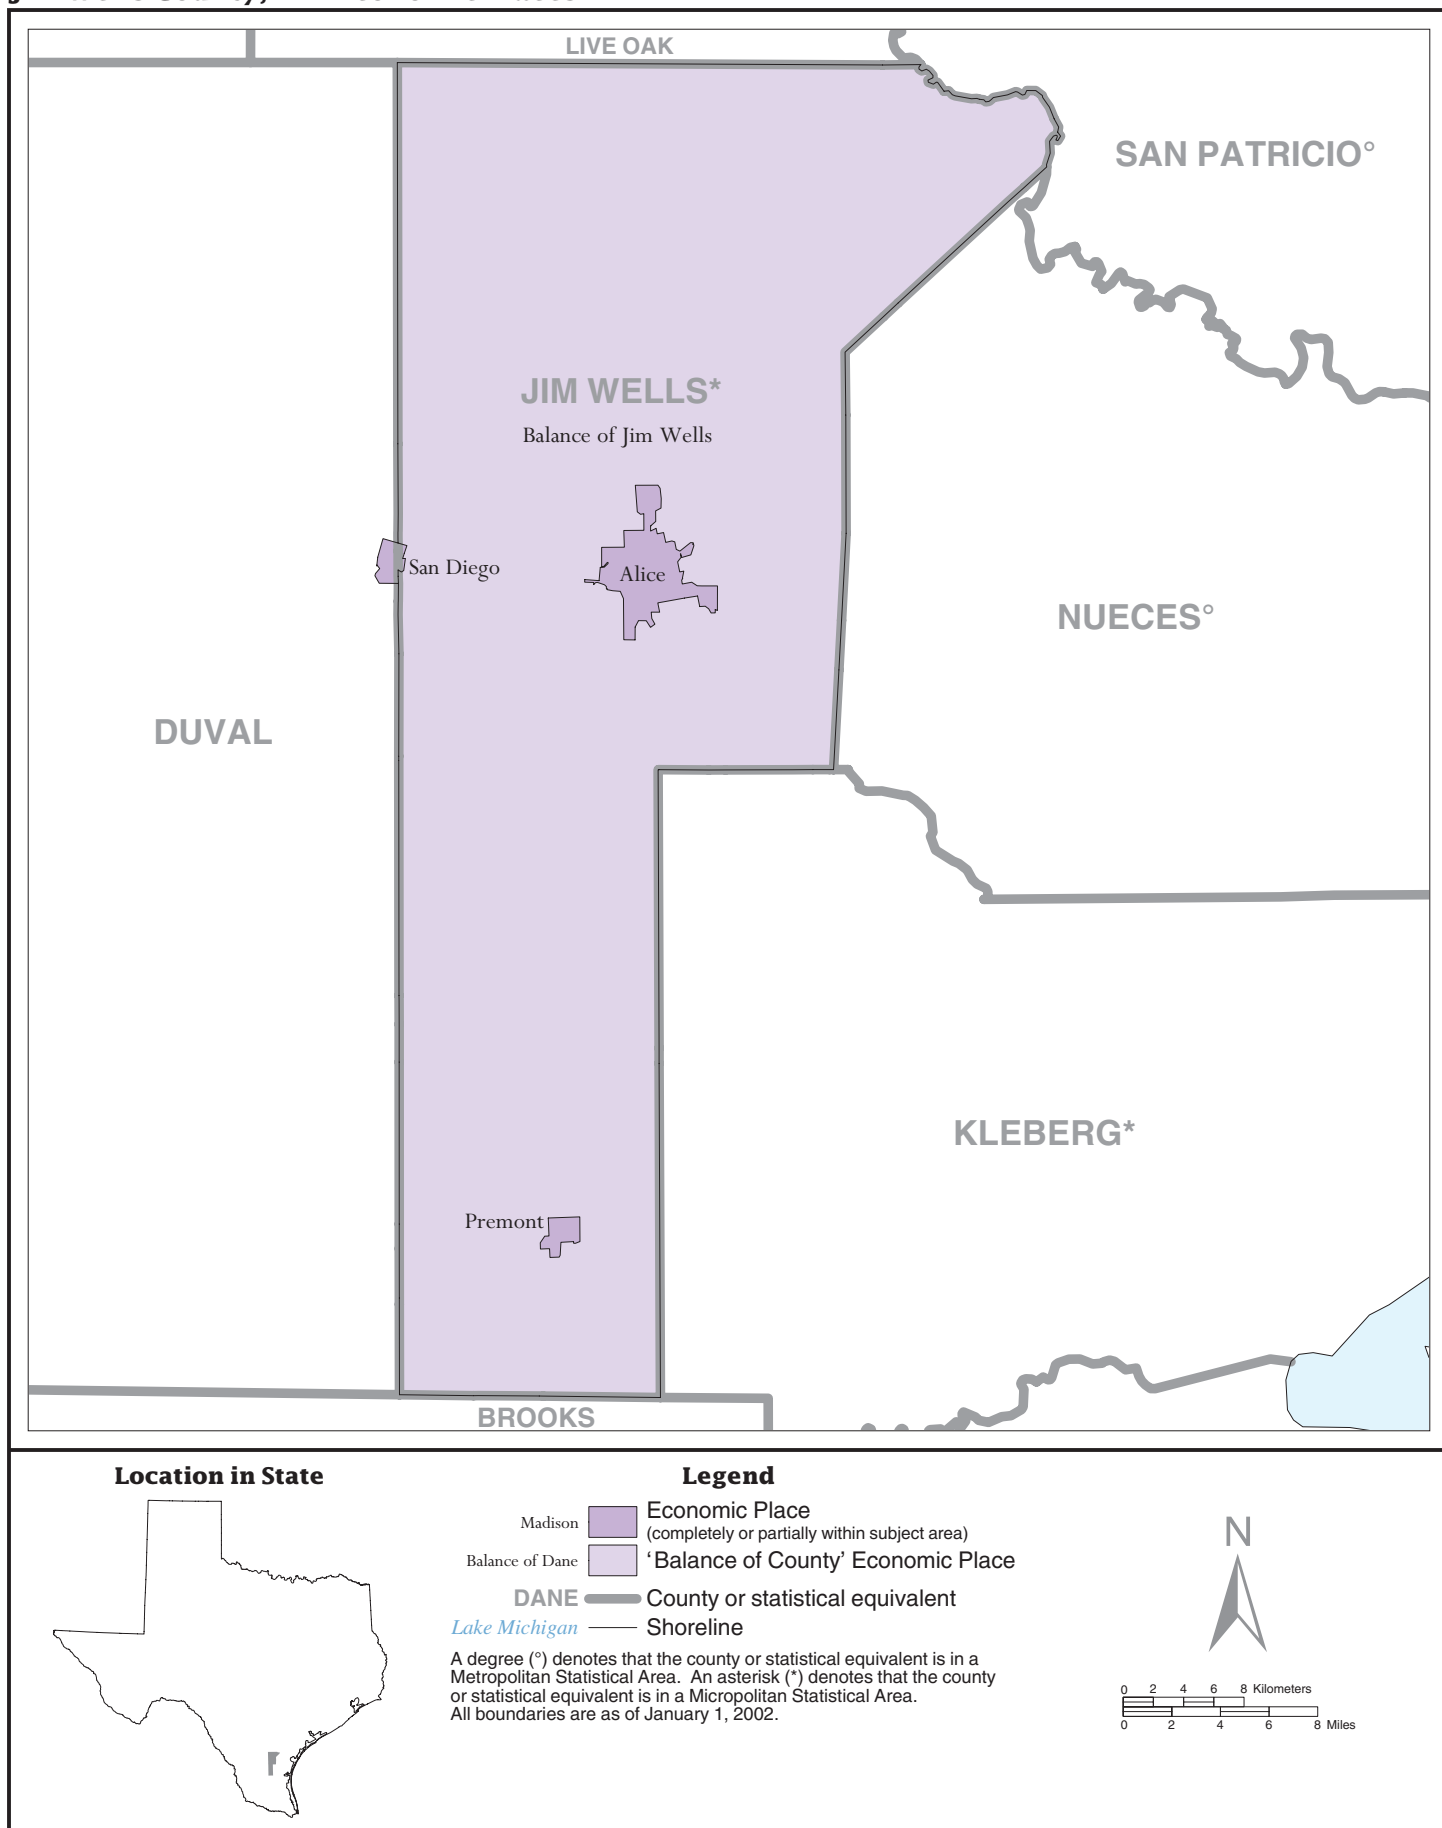 LIVE OAK
SAN PATRICIO°
JIM WELLS*
Balance of Jim Wells
San Diego
Alice
NUECES°
DUVAL
KLEBERG*
Premont
BROOKS
Location in State
Legend
Madison
Economic Place
(completely or partially within subject area)
Balance of Dane
‘Balance of County’ Economic Place
DANE
County or statistical equivalent
Lake Michigan
Shoreline
A degree (°) denotes that the county or statistical equivalent is in a
Metropolitan Statistical Area. An asterisk (*) denotes that the county
or statistical equivalent is in a Micropolitan Statistical Area.
All boundaries are as of January 1, 2002.
N
0 2 4 6 8 Kilometers
0 2 4 6 8 Miles